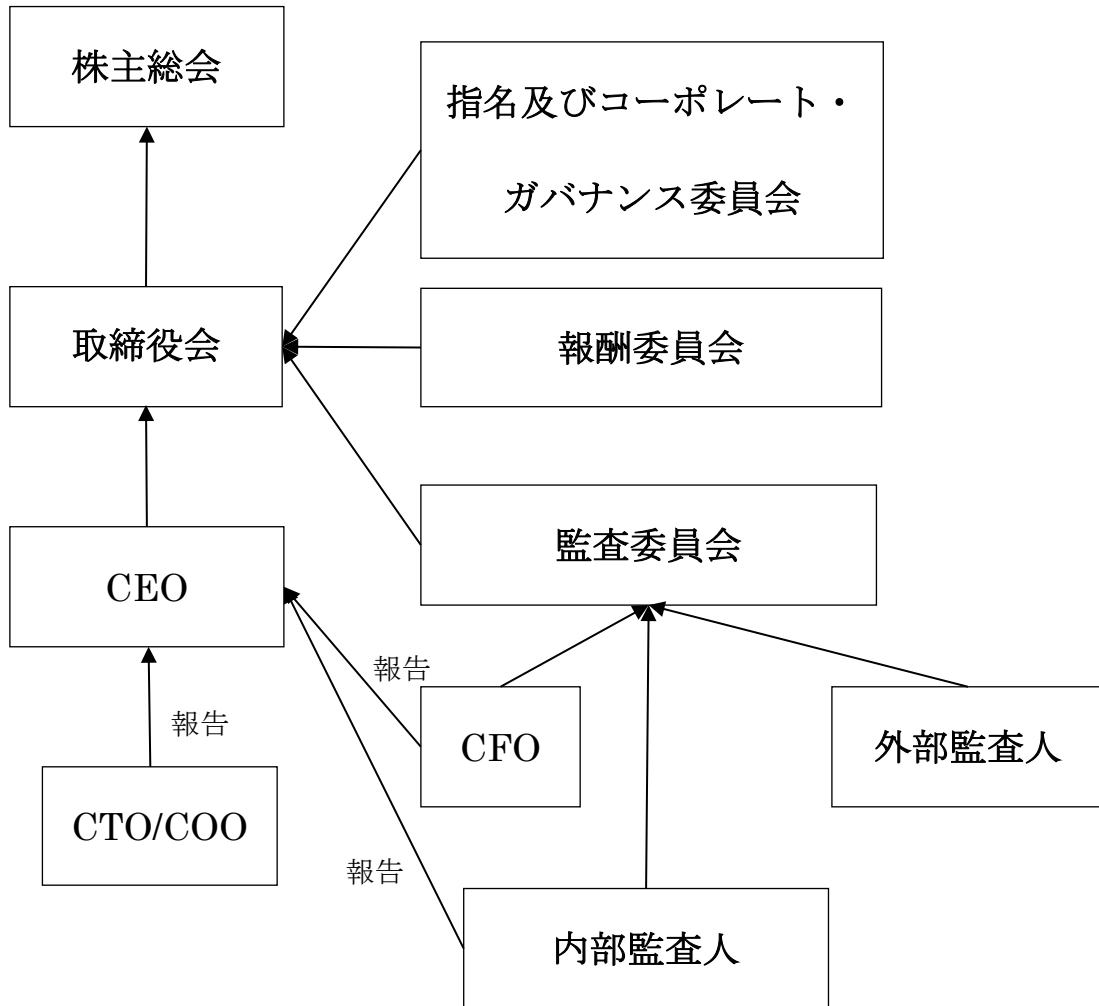 株主総会
指名及びコーポレート・
ガバナンス委員会
取締役会
報酬委員会
監査委員会
CEO
報告
報告
CFO
外部監査人
CTO/COO
報告
内部監査人